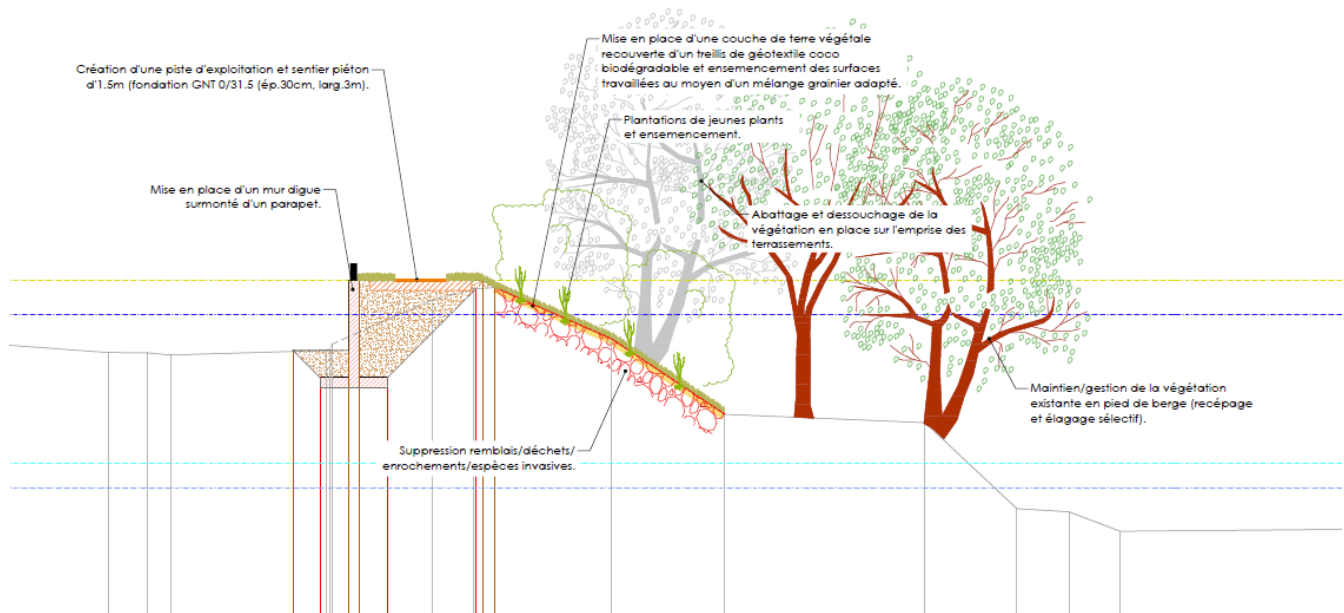 Mise en place d'une couche de terre végétale
recouverte d'un treillis de géotextile coco
biodégradable et ensemencement des surfaces
travaillées au moyen d'un mélange grainier adapté.
Création d'une piste d'exploitation et sentier piéton
d'1.5m (fondation GNT 0/31.5 (ép.30cm, larg.3m).
Plantations de jeunes plants
et ensemencement.
Mise en place d'un mur digue
surmonté d'un parapet.
Abattage et dessouchage de la
végétation en place sur l'emprise des
terrassements.
Maintien/gestion de la végétation
existante en pied de berge (recépage
et élagage sélectif).
Suppression remblais/déchets/
enrochements/espèces invasives.